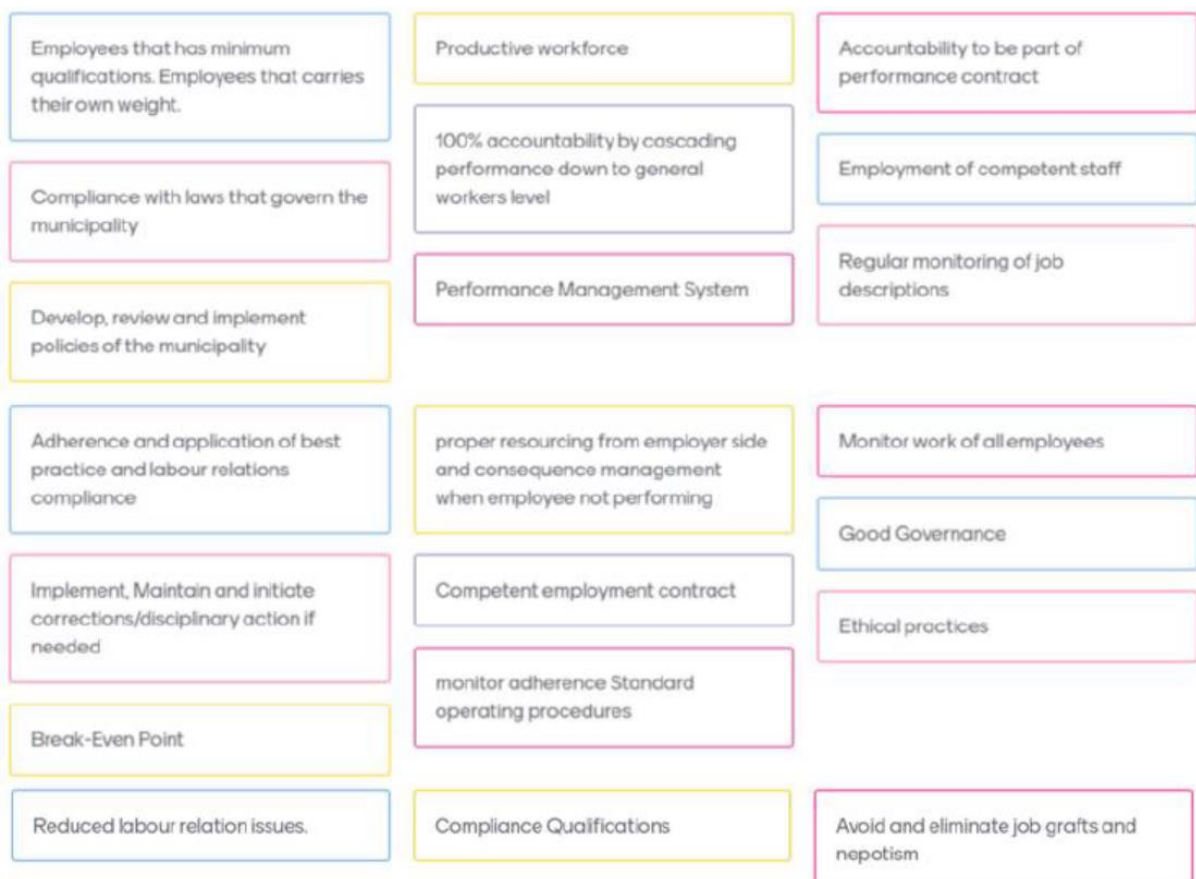 Employees that has minimum
qualifications. Employees that carries
their own weight.
Compliance with laws that govern the
municipality
Develop, review and implement
policies of the municipality
Productive workforce
100% accountability by cascading
performance down to general
workers level
Performance Management System
Accountability to be part of
performance contract
Employment of competent staff
Regular monitoring of job
descriptions
Adherence and application of best
practice and labour relations
compliance
Implement, Maintain and initiate
corrections/disciplinary action if
needed
Break-Even Point
proper resourcing from employer side
and consequence management
when employee not performing
Competent employment contract
monitor adherence Standard
operating procedures
Monitor work of all employees
Good Governance
Ethical practices
Reduced labour relation issues.
Compliance Qualifications
Avoid and eliminate job grafts and
nepotism